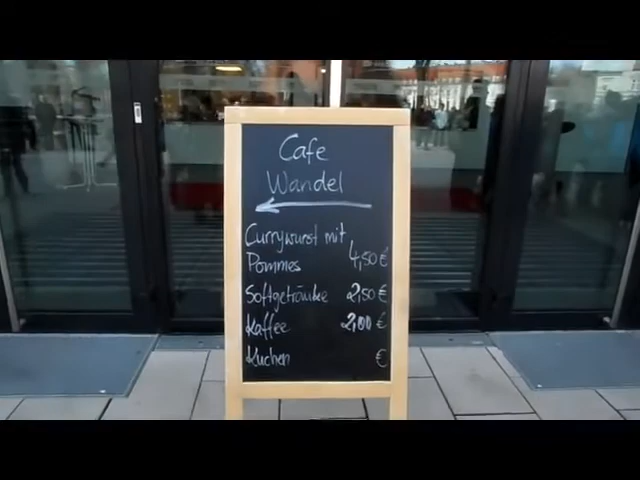 Cafe
Wandel
Currywurst mit
Pommes 4,50 €
Softgetränke 2,50 €
Kaffee 2,00 €
Kuchen €